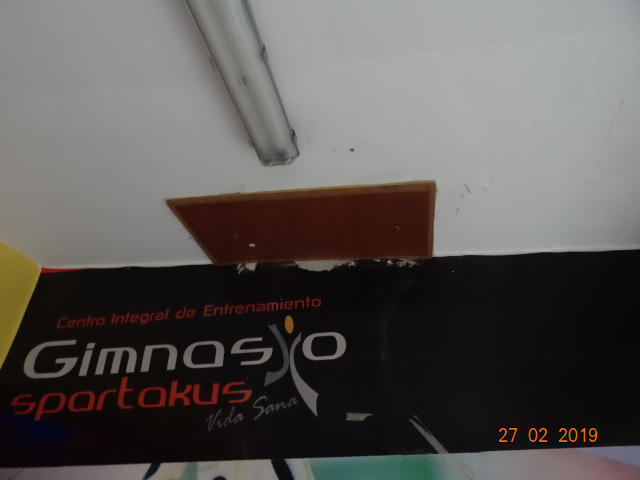 Centro Integral de Entrenamiento
Gimnasio
spartakus
Vida Sana
27 02 2019